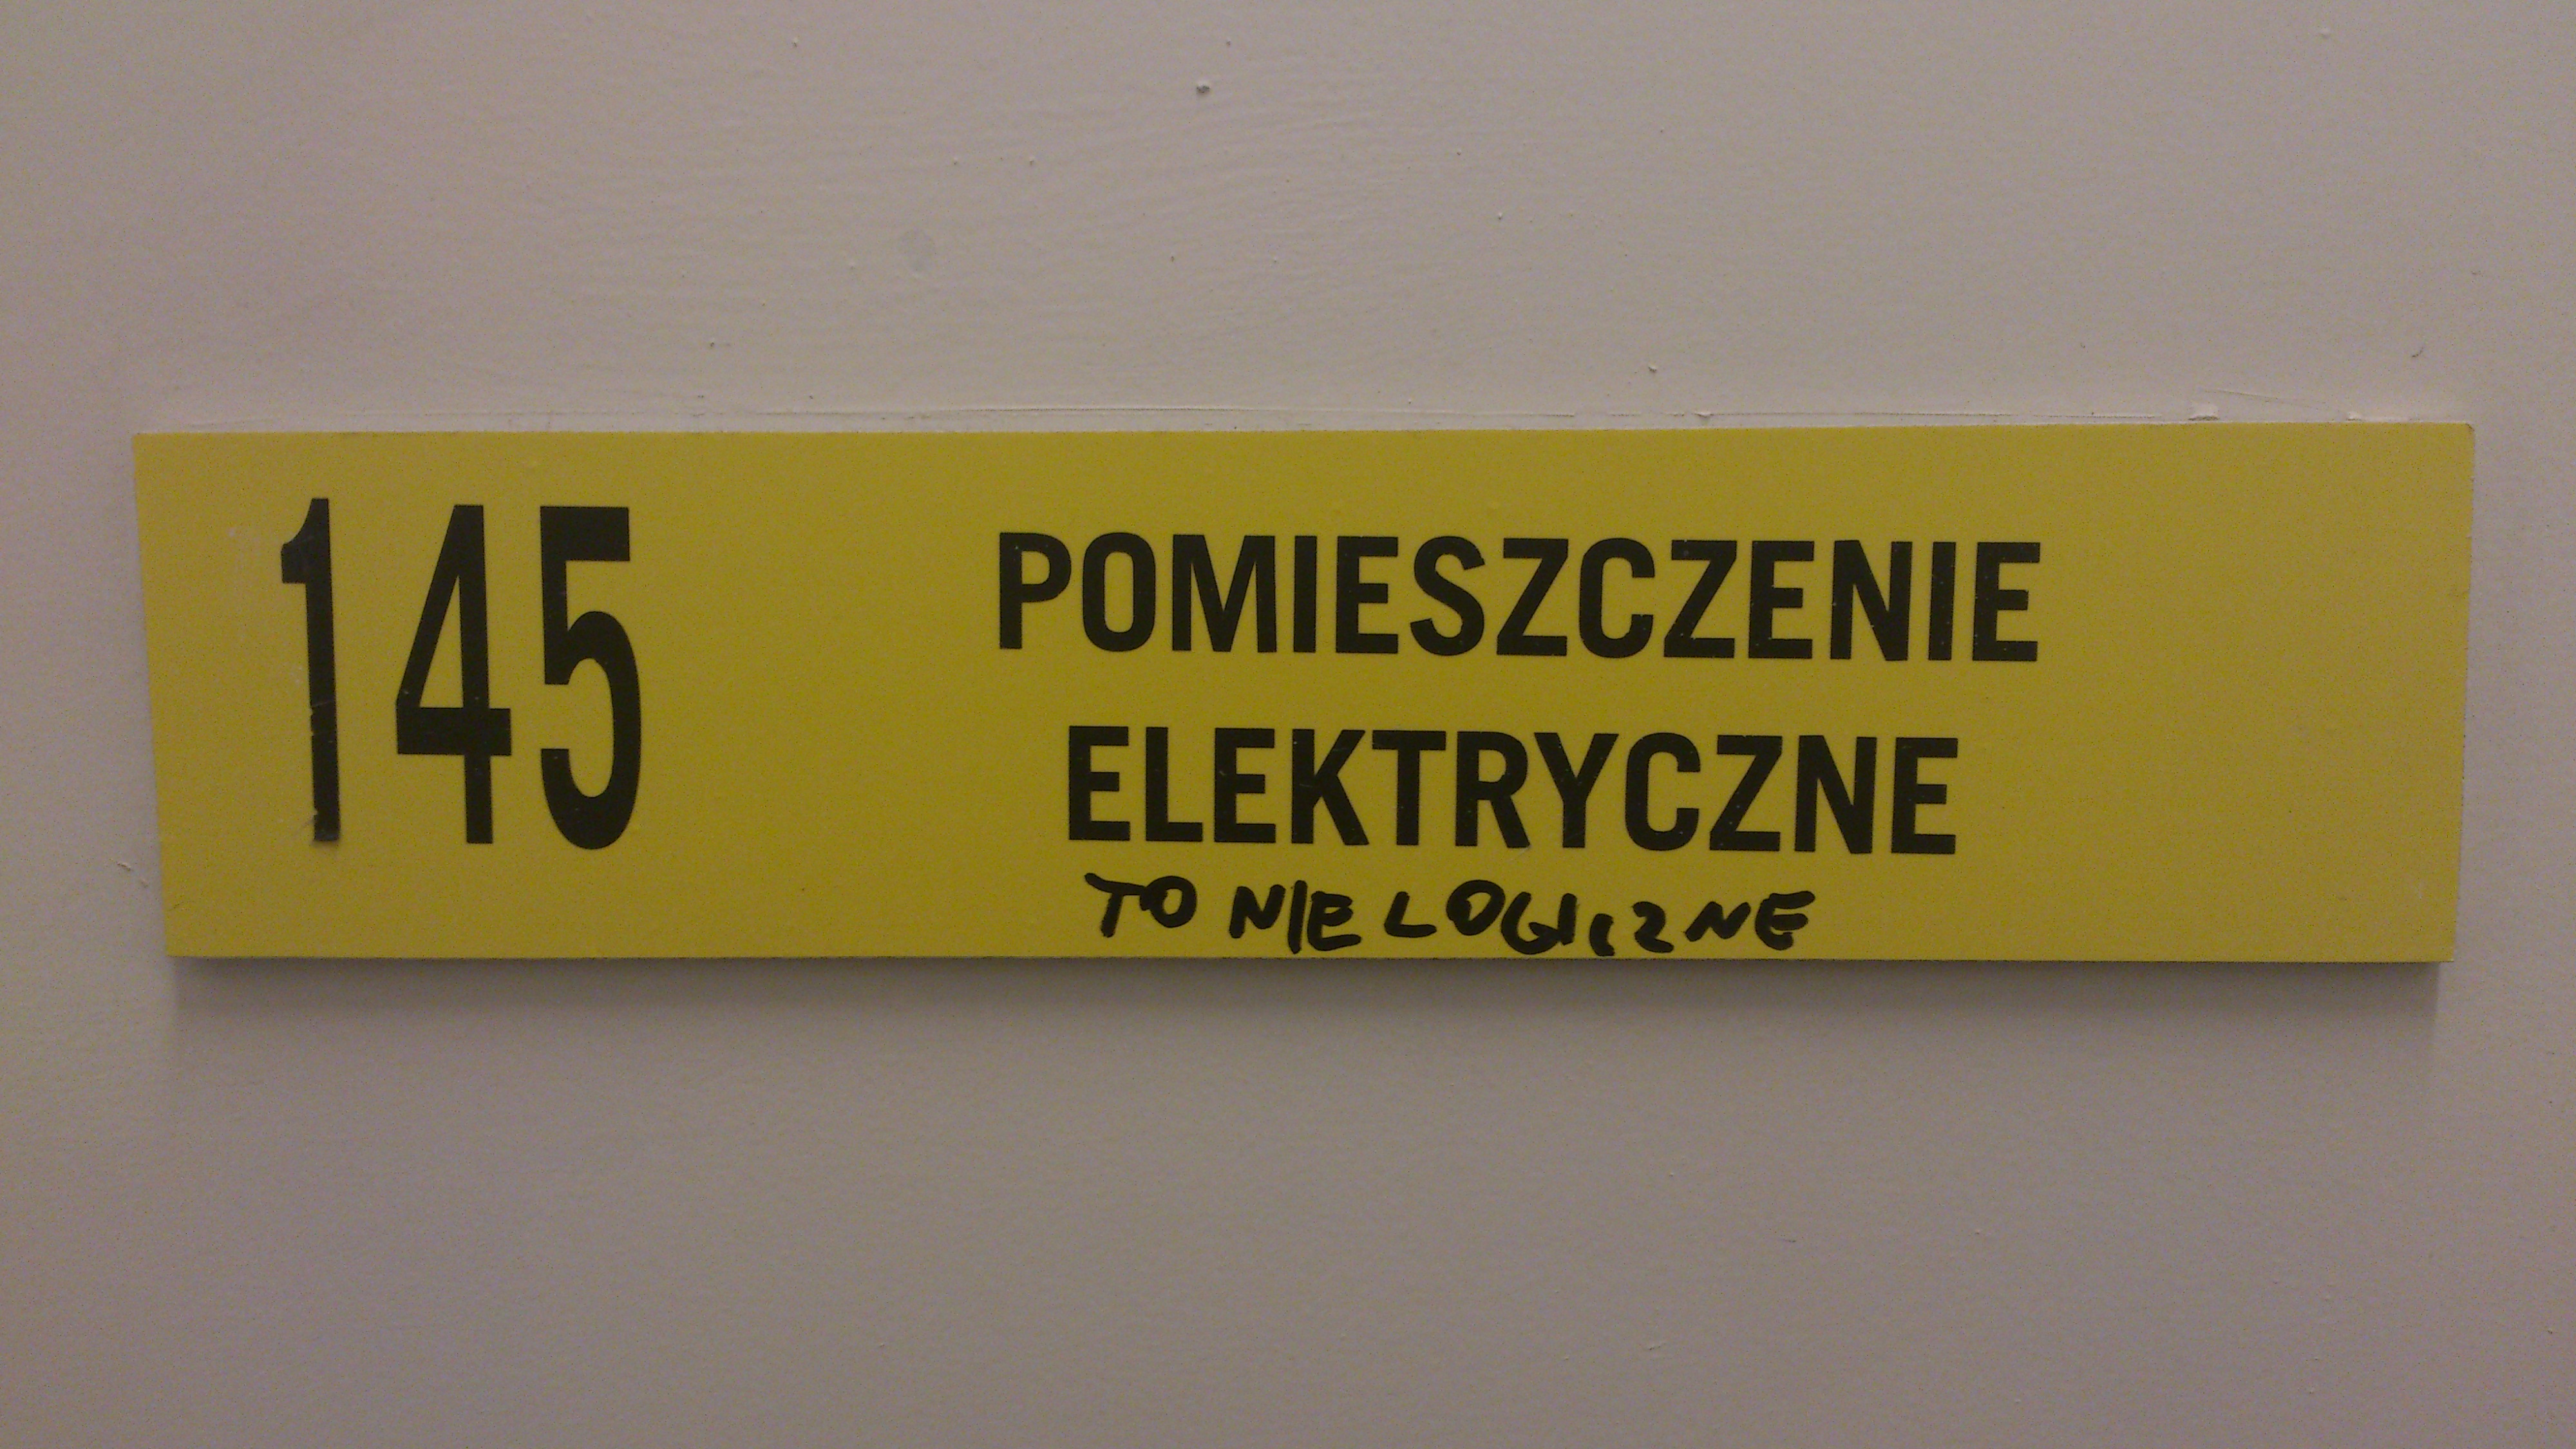 145
POMIESZCZENIE
ELEKTRYCZNE
TO NIE LOGICZNE